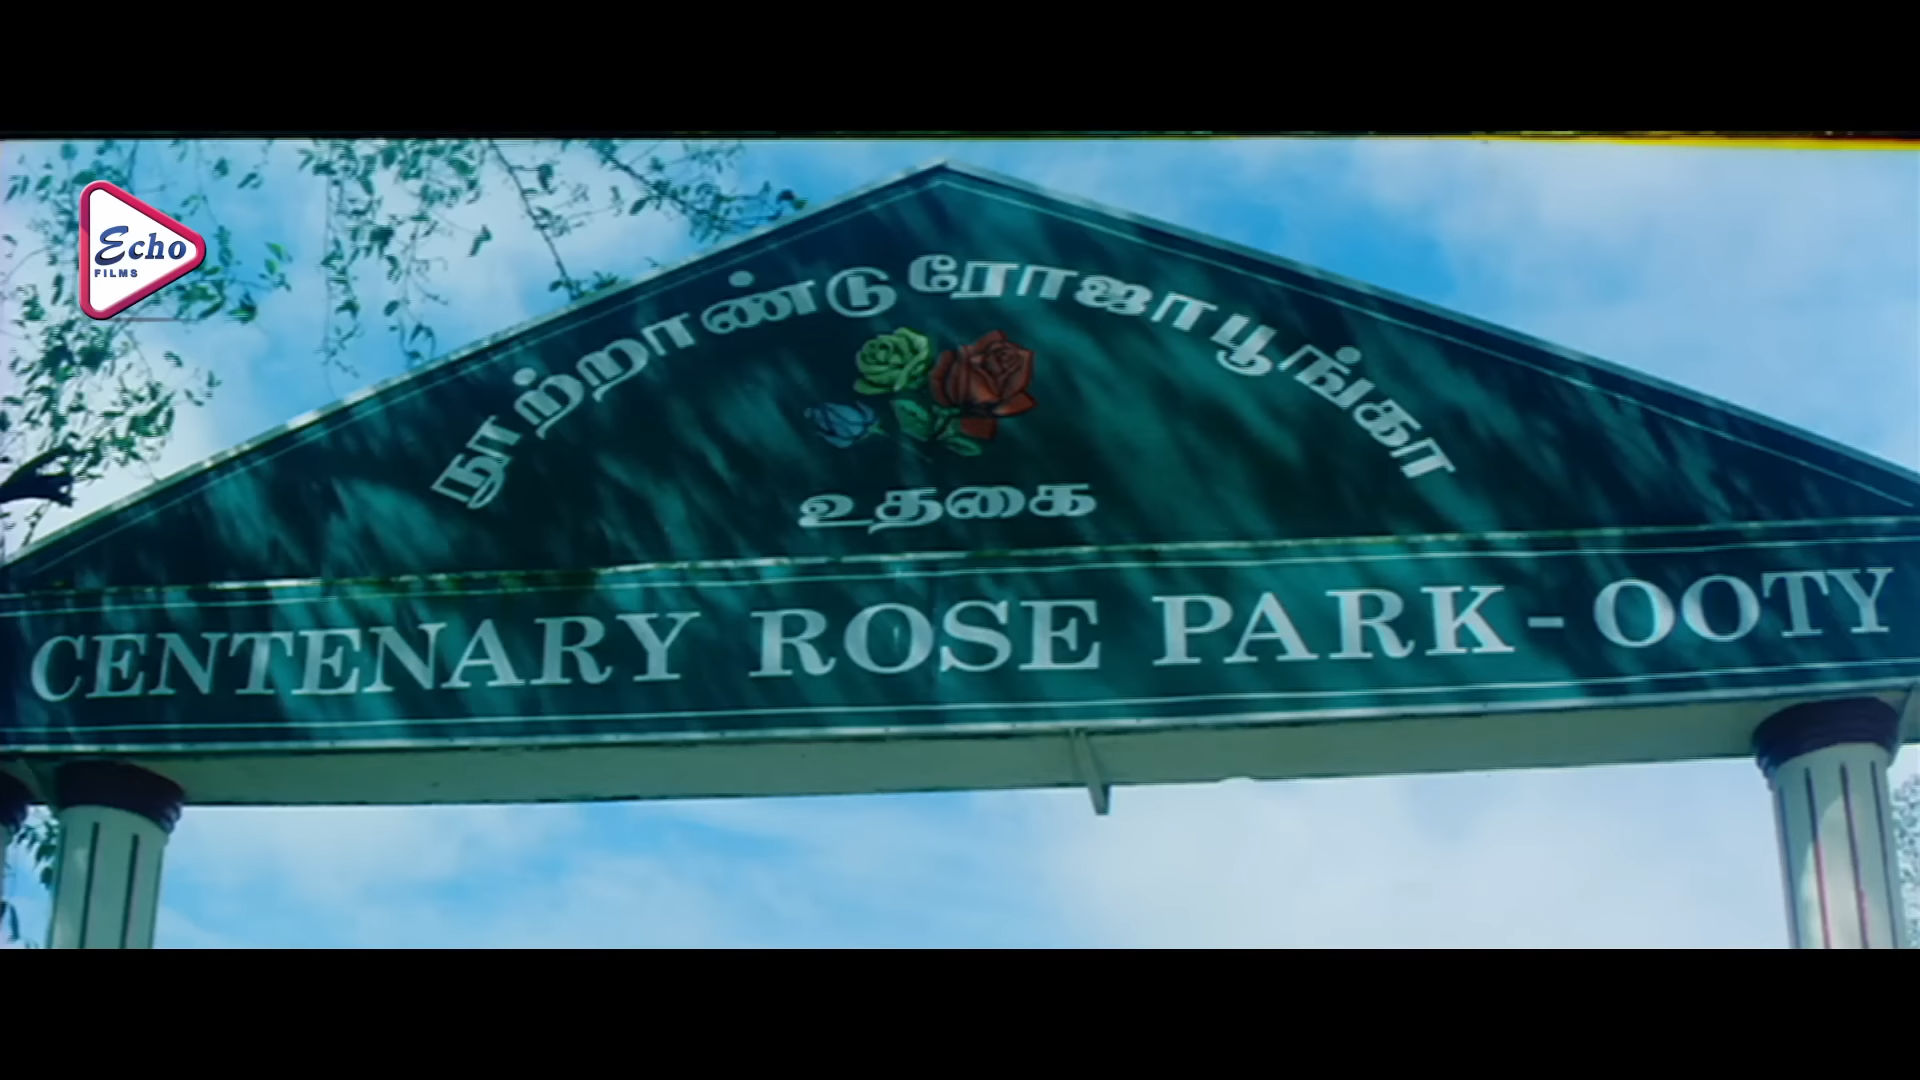 Echo
FILMS
நூற்றாண்டு ரோஜா பூங்கா
உதகை
CENTENARY ROSE PARK - OOTY